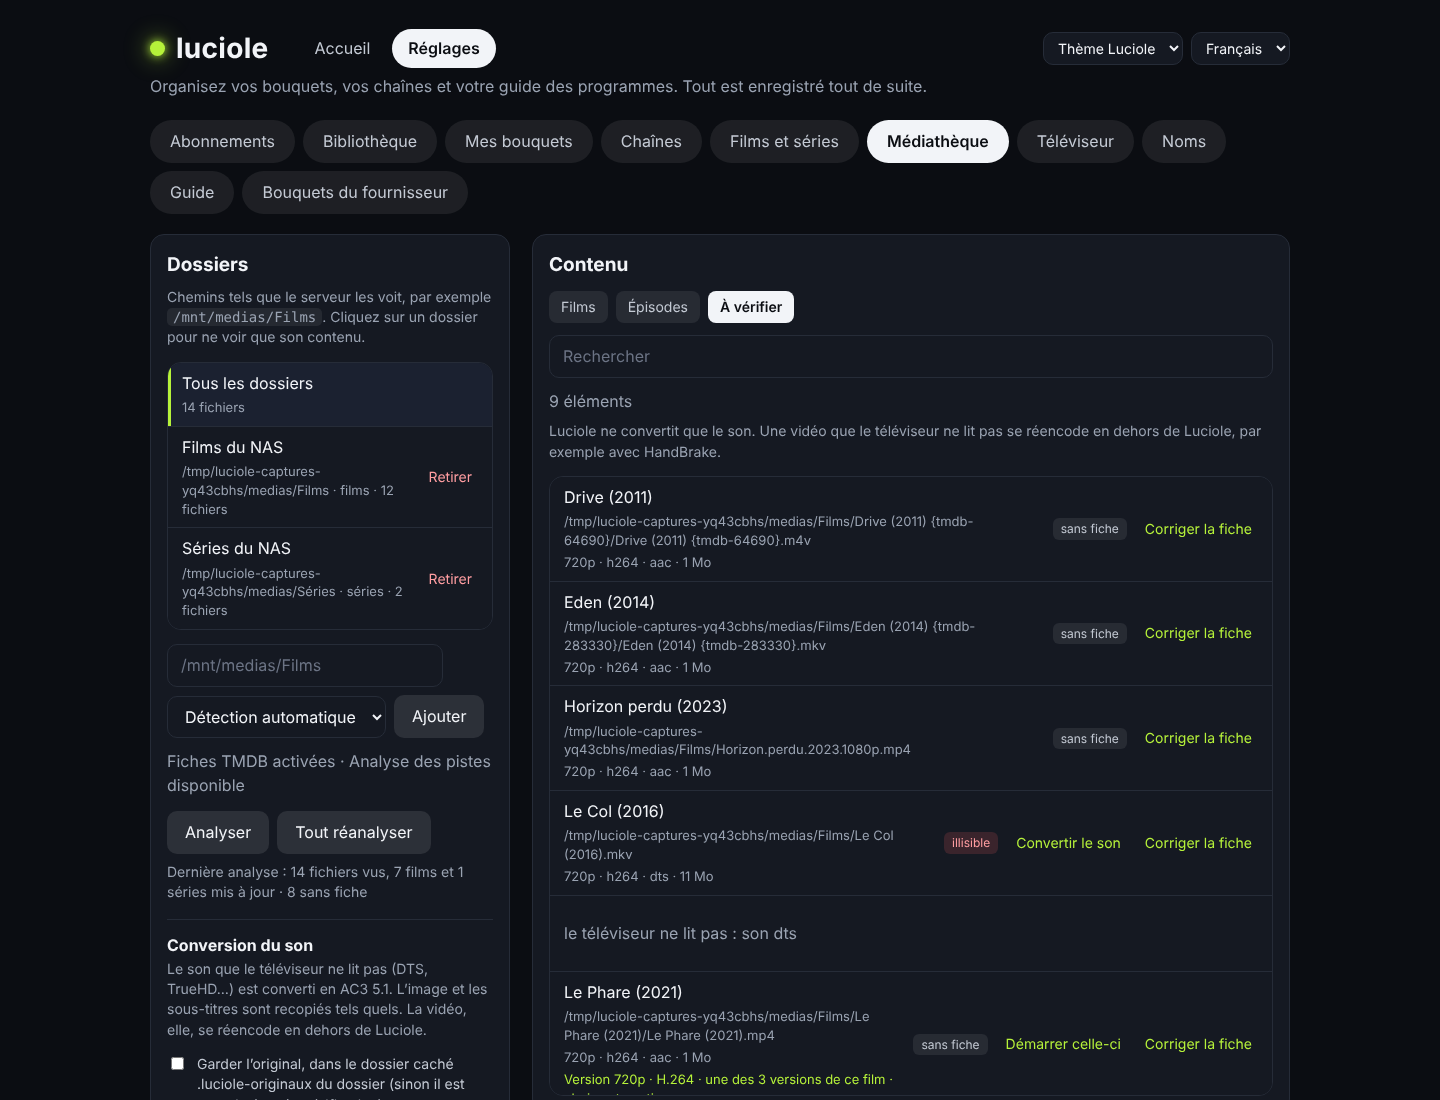 luciole
Accueil
Réglages
Thème Luciole
Français
Organisez vos bouquets, vos chaînes et votre guide des programmes. Tout est enregistré tout de suite.
Abonnements
Bibliothèque
Mes bouquets
Chaînes
Films et séries
Médiathèque
Téléviseur
Noms
Guide
Bouquets du fournisseur
Dossiers
Chemins tels que le serveur les voit, par exemple
/mnt/medias/Films. Cliquez sur un dossier
pour ne voir que son contenu.
Tous les dossiers
14 fichiers
Films du NAS
/tmp/luciole-captures-
yq43cbhs/medias/Films · films · 12
fichiers
Retirer
Séries du NAS
/tmp/luciole-captures-
yq43cbhs/medias/Séries · séries · 2
fichiers
Retirer
/mnt/medias/Films
Détection automatique
Ajouter
Fiches TMDB activées · Analyse des pistes
disponible
Analyser
Tout réanalyser
Dernière analyse : 14 fichiers vus, 7 films et 1
séries mis à jour · 8 sans fiche
Conversion du son
Le son que le téléviseur ne lit pas (DTS,
TrueHD…) est converti en AC3 5.1. L’image et les
sous-titres sont recopiés tels quels. La vidéo,
elle, se réencode en dehors de Luciole.
Garder l’original, dans le dossier caché
.luciole-originaux du dossier (sinon il est
Contenu
Films
Épisodes
À vérifier
Rechercher
9 éléments
Luciole ne convertit que le son. Une vidéo que le téléviseur ne lit pas se réencode en dehors de Luciole, par
exemple avec HandBrake.
Drive (2011)
/tmp/luciole-captures-yq43cbhs/medias/Films/Drive (2011) {tmdb-
64690}/Drive (2011) {tmdb-64690}.m4v
720p · h264 · aac · 1 Mo
sans fiche
Corriger la fiche
Eden (2014)
/tmp/luciole-captures-yq43cbhs/medias/Films/Eden (2014) {tmdb-
283330}/Eden (2014) {tmdb-283330}.mkv
720p · h264 · aac · 1 Mo
sans fiche
Corriger la fiche
Horizon perdu (2023)
/tmp/luciole-captures-
yq43cbhs/medias/Films/Horizon.perdu.2023.1080p.mp4
720p · h264 · aac · 1 Mo
sans fiche
Corriger la fiche
Le Col (2016)
/tmp/luciole-captures-yq43cbhs/medias/Films/Le Col
(2016).mkv
720p · h264 · dts · 11 Mo
illisible
Convertir le son
Corriger la fiche
le téléviseur ne lit pas : son dts
Le Phare (2021)
/tmp/luciole-captures-yq43cbhs/medias/Films/Le
Phare (2021)/Le Phare (2021).mp4
720p · h264 · aac · 1 Mo
Version 720p · H.264 · une des 3 versions de ce film ·
sans fiche
Démarrer celle-ci
Corriger la fiche